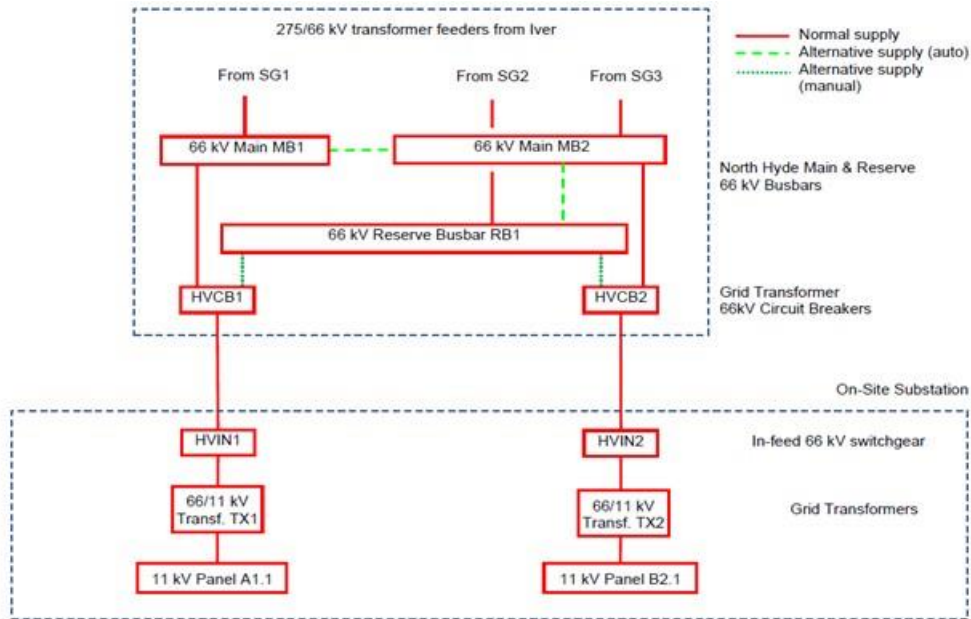 275/66 kV transformer feeders from Iver
Normal supply
Alternative supply (auto)
Alternative supply
(manual)
From SG1
From SG2
From SG3
66 kV Main MB1
66 kV Main MB2
North Hyde Main & Reserve
66 kV Busbars
66 kV Reserve Busbar RB1
HVCB1
HVCB2
Grid Transformer
66kV Circuit Breakers
On-Site Substation
HVIN1
HVIN2
In-feed 66 kV switchgear
66/11 kV
Transf. TX1
66/11 kV
Transf. TX2
Grid Transformers
11 kV Panel A1.1
11 kV Panel B2.1